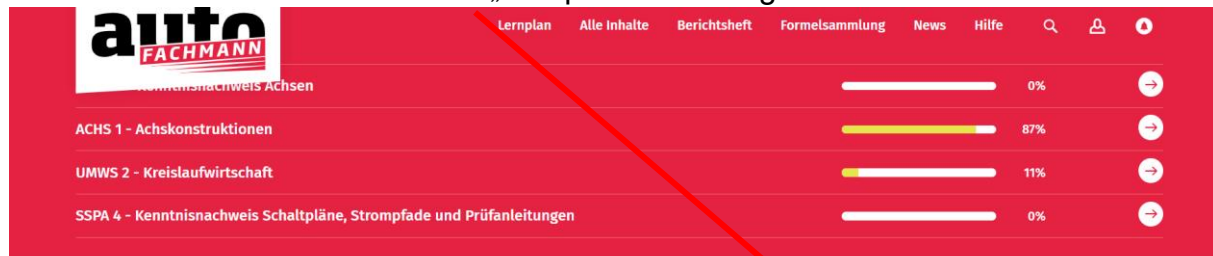 auto
FACHMANN
Lernplan Alle Inhalte Berichtsheft Formelsammlung News Hilfe
Kenntnisnachweis Achsen 0%
ACHS 1 - Achskonstruktionen 87%
UMWS 2 - Kreislaufwirtschaft 11%
SSPA 4 - Kenntnisnachweis Schaltpläne, Strompfade und Prüfanleitungen 0%